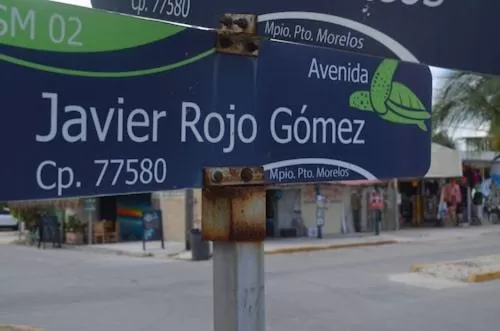 Cp. 77580
Mpio. Pto. Morelos
SM 02
Avenida
Javier Rojo Gómez
Cp. 77580
Mpio. Pto. Morelos